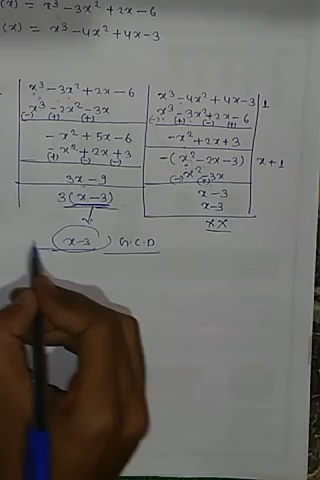 (x) = x³ - 3x² + 2x - 6
(x) = x³ - 4x² + 4x - 3
x³ - 3x² + 2x - 6
x³ - 2x² - 3x
(-) (+) (+)
- x² + 5x - 6
- x² + 2x + 3
(+) (-) (-)
3x - 9
3(x - 3)
x³ - 4x² + 4x - 3 | 1
x³ - 3x² + 2x - 6
(-) (+) (-) (+)
- x² + 2x + 3
-(x² - 2x - 3) | x + 1
x² - 3x
(-) (+)
x - 3
x - 3
××
x - 3 G.C.D